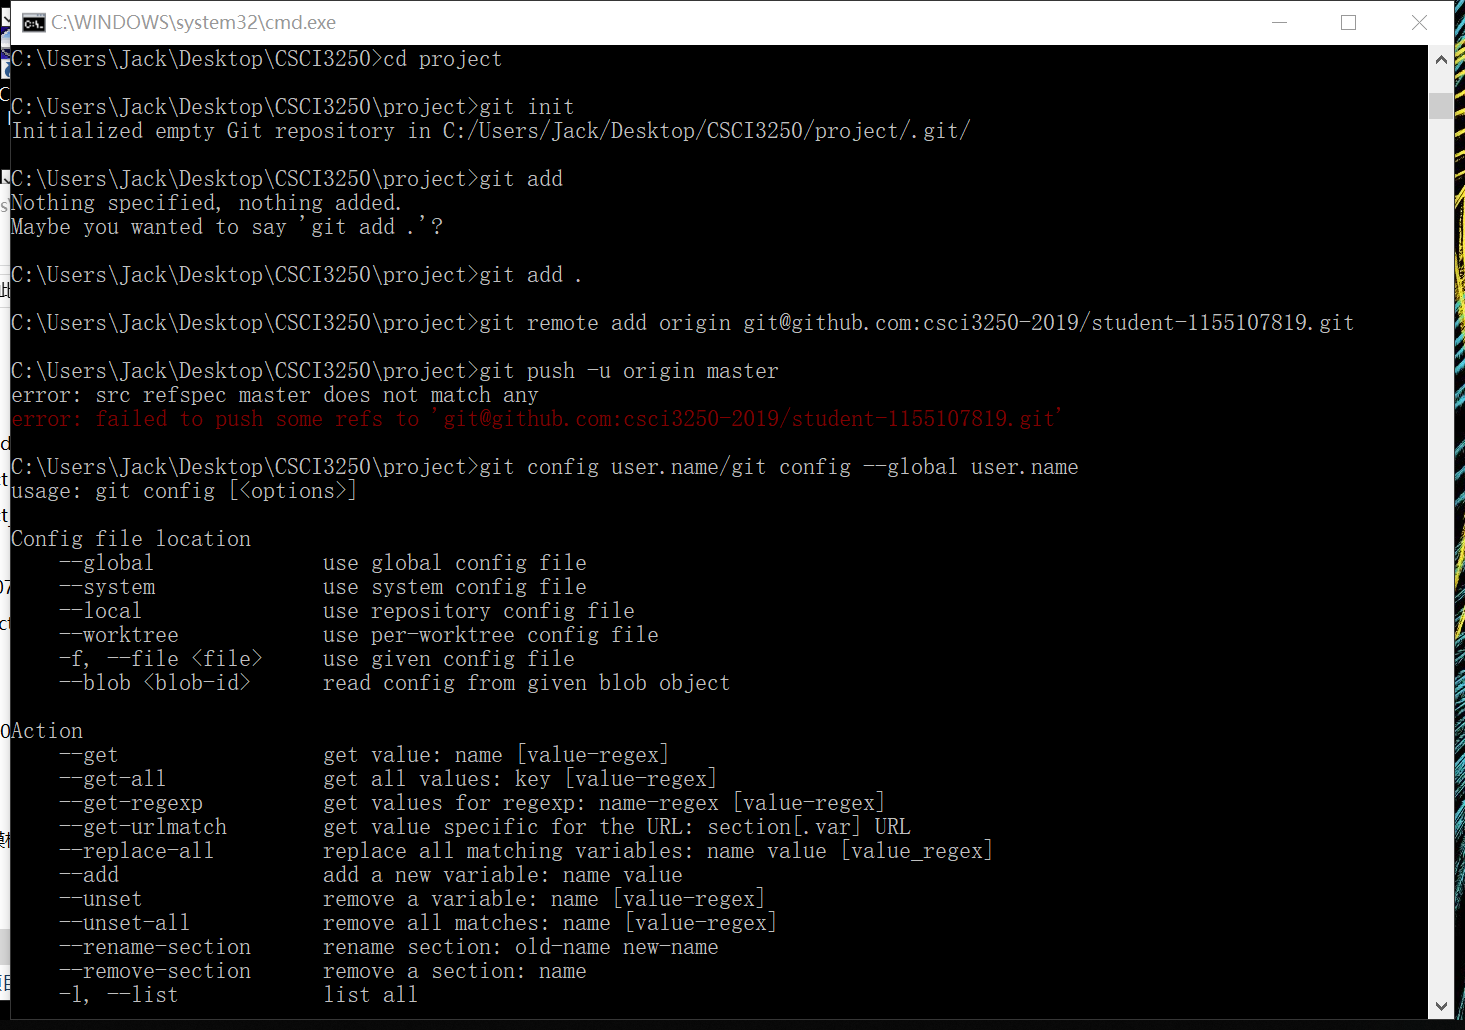 C:\WINDOWS\system32\cmd.exe
C:\Users\Jack\Desktop\CSCI3250>cd project
C:\Users\Jack\Desktop\CSCI3250\project>git init
Initialized empty Git repository in C:/Users/Jack/Desktop/CSCI3250/project/.git/
C:\Users\Jack\Desktop\CSCI3250\project>git add
Nothing specified, nothing added.
Maybe you wanted to say 'git add .'?
C:\Users\Jack\Desktop\CSCI3250\project>git add .
C:\Users\Jack\Desktop\CSCI3250\project>git remote add origin git@github.com:csci3250-2019/student-1155107819.git
C:\Users\Jack\Desktop\CSCI3250\project>git push -u origin master
error: src refspec master does not match any
error: failed to push some refs to 'git@github.com:csci3250-2019/student-1155107819.git'
C:\Users\Jack\Desktop\CSCI3250\project>git config user.name/git config --global user.name
usage: git config [<options>]
Config file location
--global use global config file
--system use system config file
--local use repository config file
--worktree use per-worktree config file
-f, --file <file> use given config file
--blob <blob-id> read config from given blob object
Action
--get get value: name [value-regex]
--get-all get all values: key [value-regex]
--get-regexp get values for regexp: name-regex [value-regex]
--get-urlmatch get value specific for the URL: section[.var] URL
--replace-all replace all matching variables: name value [value_regex]
--add add a new variable: name value
--unset remove a variable: name [value-regex]
--unset-all remove all matches: name [value-regex]
--rename-section rename section: old-name new-name
--remove-section remove a section: name
-l, --list list all